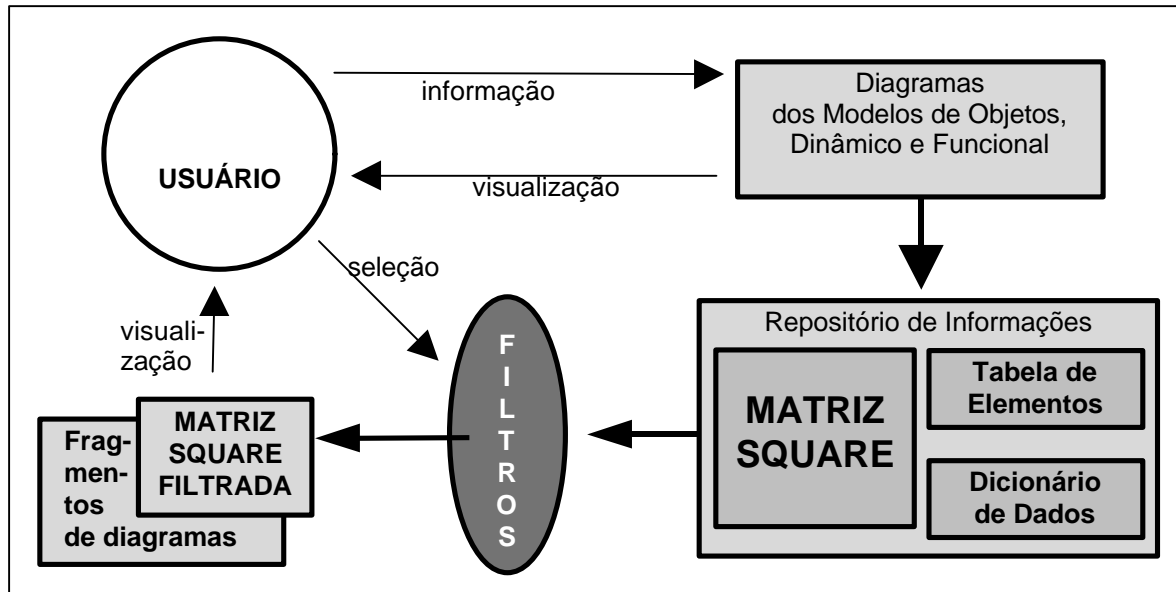 informação
Diagramas
dos Modelos de Objetos,
Dinâmico e Funcional
USUÁRIO
visualização
seleção
visuali-
zação
FILTROS
Repositório de Informações
MATRIZ
SQUARE
Tabela de
Elementos
Dicionário
de Dados
MATRIZ
SQUARE
FILTRADA
Frag-
men-
tos
de diagramas